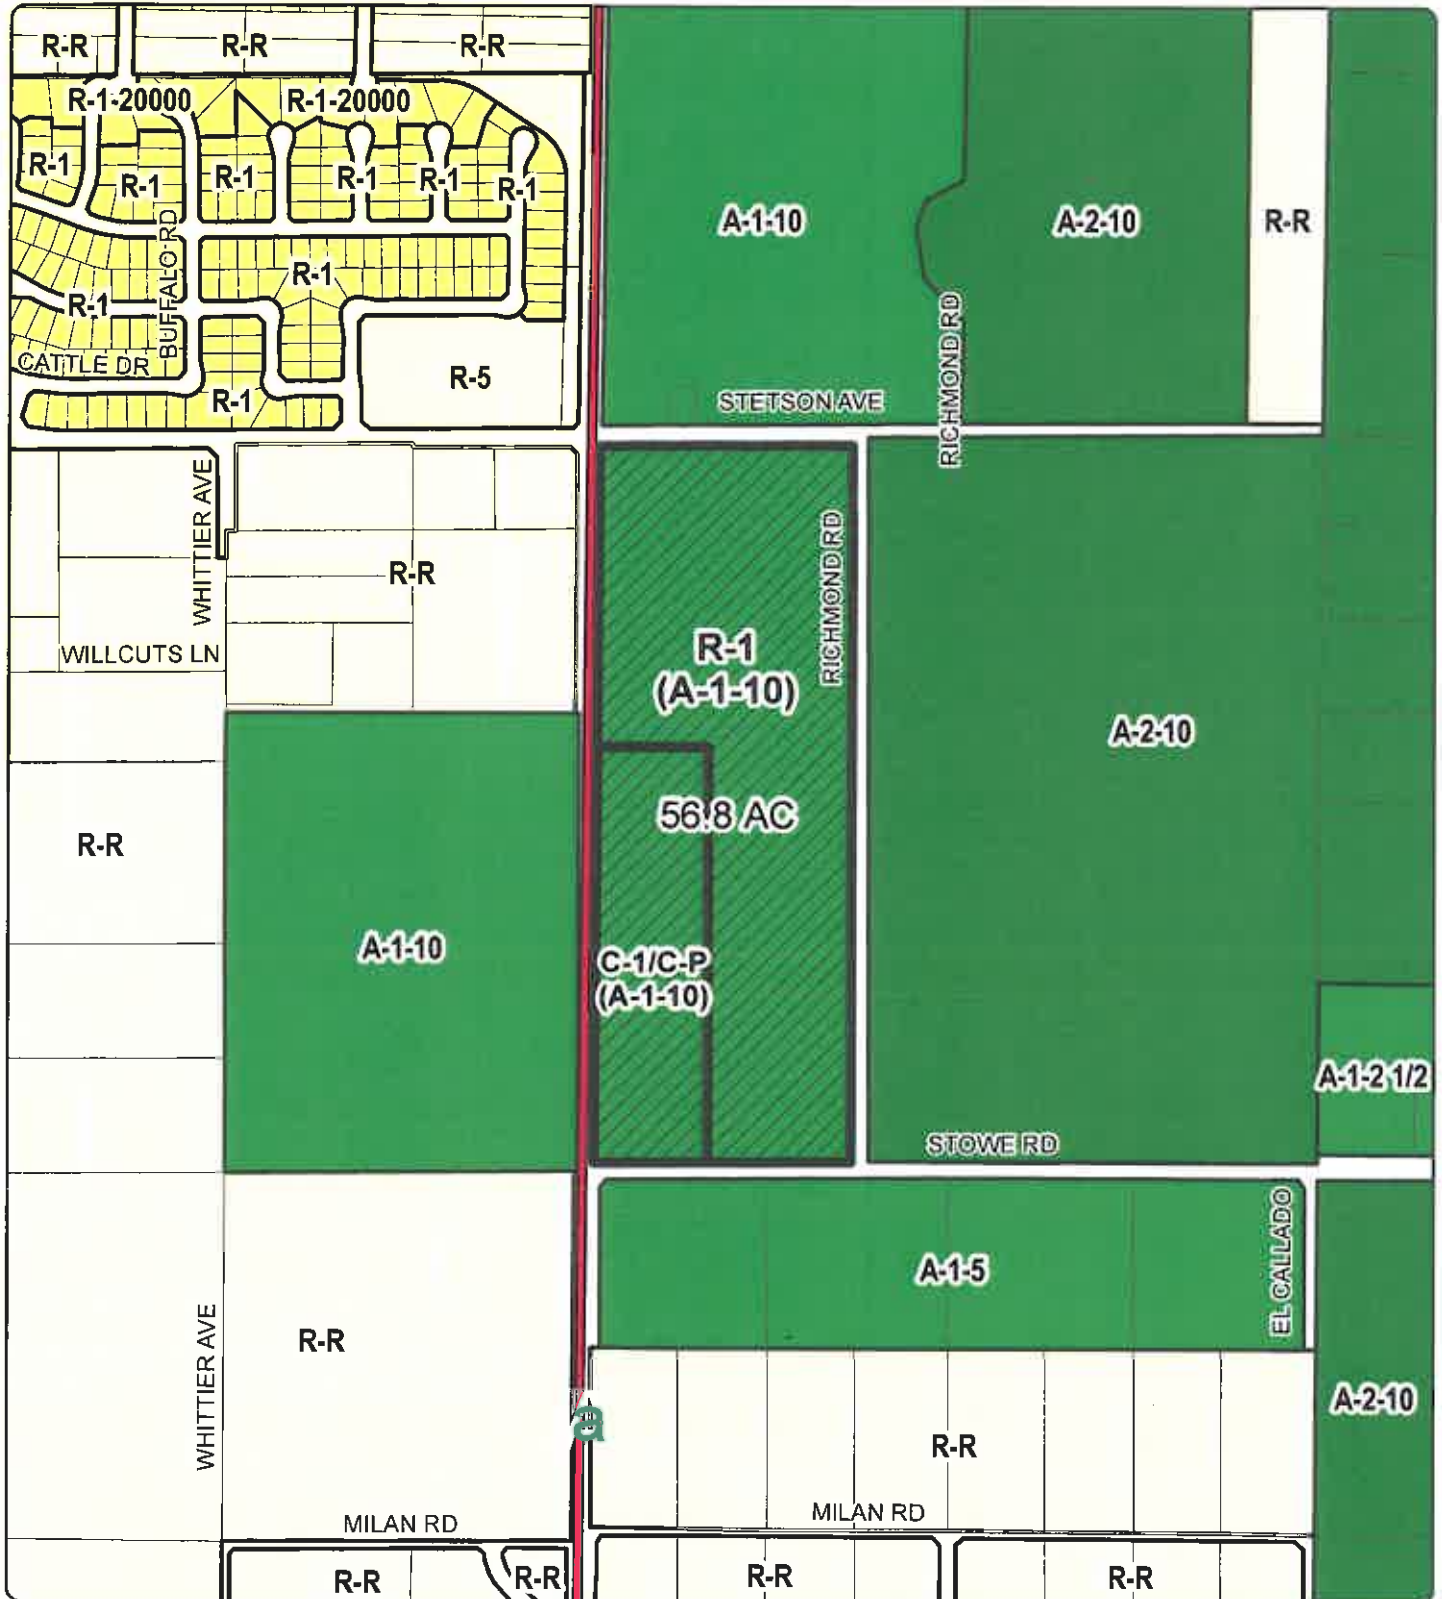 R-R
R-R
R-R
R-1-20000
R-1-20000
R-1
R-1
R-1
R-1
R-1
R-1
BUFFALO RD
R-1
R-1
CATTLE DR
R-1
R-5
A-1-10
A-2-10
R-R
STETSON AVE
RICHMOND RD
WHITTIER AVE
R-R
WILLCUTS LN
R-1
(A-1-10)
RICHMOND RD
A-2-10
56.8 AC
R-R
A-1-10
C-1/C-P
(A-1-10)
A-1-2 1/2
STOWE RD
A-1-5
EL CALLADO
WHITTIER AVE
R-R
a
R-R
A-2-10
MILAN RD
MILAN RD
R-R
R-R
R-R
R-R